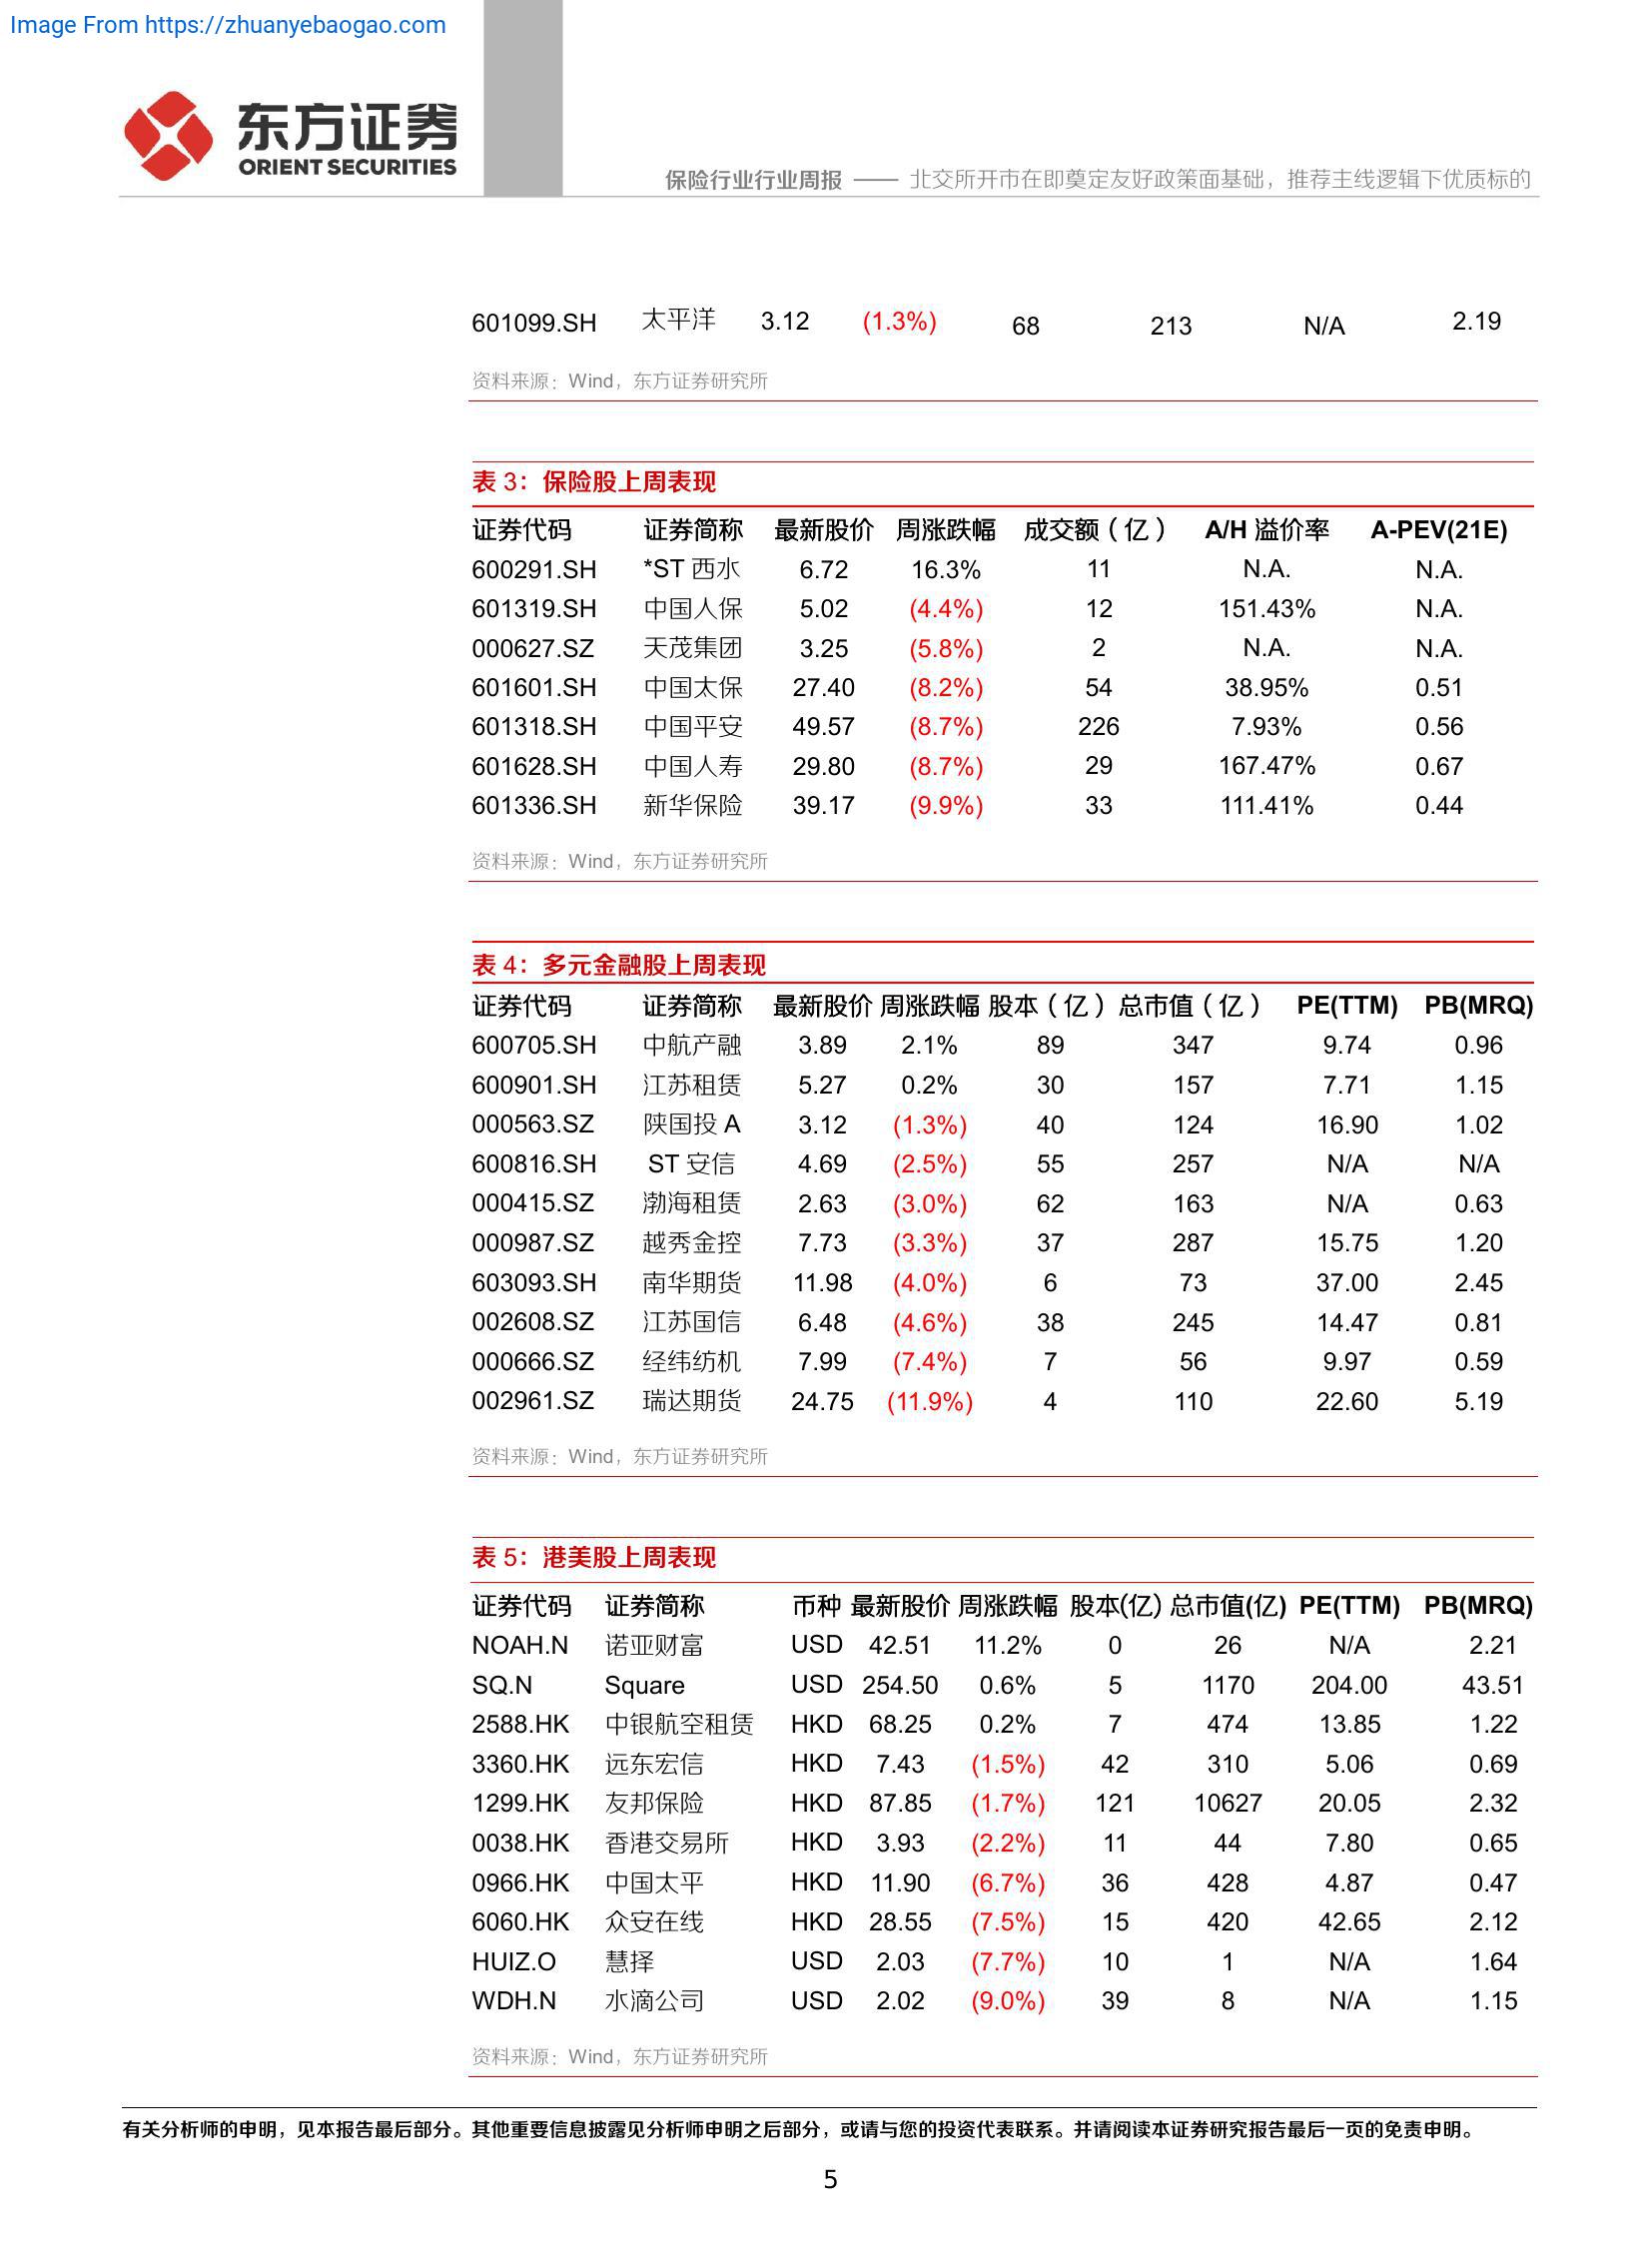 Image From https://zhuanyebaogao.com
东方证券
ORIENT SECURITIES
保险行业行业周报 —— 北交所开市在即奠定友好政策面基础，推荐主线逻辑下优质标的
601099.SH 太平洋 3.12 (1.3%) 68 213 N/A 2.19
资料来源：Wind，东方证券研究所
表 3：保险股上周表现
证券代码 证券简称 最新股价 周涨跌幅 成交额（亿） A/H 溢价率 A-PEV(21E)
600291.SH *ST 西水 6.72 16.3% 11 N.A. N.A.
601319.SH 中国人保 5.02 (4.4%) 12 151.43% N.A.
000627.SZ 天茂集团 3.25 (5.8%) 2 N.A. N.A.
601601.SH 中国太保 27.40 (8.2%) 54 38.95% 0.51
601318.SH 中国平安 49.57 (8.7%) 226 7.93% 0.56
601628.SH 中国人寿 29.80 (8.7%) 29 167.47% 0.67
601336.SH 新华保险 39.17 (9.9%) 33 111.41% 0.44
资料来源：Wind，东方证券研究所
表 4：多元金融股上周表现
证券代码 证券简称 最新股价 周涨跌幅 股本（亿） 总市值（亿） PE(TTM) PB(MRQ)
600705.SH 中航产融 3.89 2.1% 89 347 9.74 0.96
600901.SH 江苏租赁 5.27 0.2% 30 157 7.71 1.15
000563.SZ 陕国投 A 3.12 (1.3%) 40 124 16.90 1.02
600816.SH ST 安信 4.69 (2.5%) 55 257 N/A N/A
000415.SZ 渤海租赁 2.63 (3.0%) 62 163 N/A 0.63
000987.SZ 越秀金控 7.73 (3.3%) 37 287 15.75 1.20
603093.SH 南华期货 11.98 (4.0%) 6 73 37.00 2.45
002608.SZ 江苏国信 6.48 (4.6%) 38 245 14.47 0.81
000666.SZ 经纬纺机 7.99 (7.4%) 7 56 9.97 0.59
002961.SZ 瑞达期货 24.75 (11.9%) 4 110 22.60 5.19
资料来源：Wind，东方证券研究所
表 5：港美股上周表现
证券代码 证券简称 币种 最新股价 周涨跌幅 股本(亿) 总市值(亿) PE(TTM) PB(MRQ)
NOAH.N 诺亚财富 USD 42.51 11.2% 0 26 N/A 2.21
SQ.N Square USD 254.50 0.6% 5 1170 204.00 43.51
2588.HK 中银航空租赁 HKD 68.25 0.2% 7 474 13.85 1.22
3360.HK 远东宏信 HKD 7.43 (1.5%) 42 310 5.06 0.69
1299.HK 友邦保险 HKD 87.85 (1.7%) 121 10627 20.05 2.32
0038.HK 香港交易所 HKD 3.93 (2.2%) 11 44 7.80 0.65
0966.HK 中国太平 HKD 11.90 (6.7%) 36 428 4.87 0.47
6060.HK 众安在线 HKD 28.55 (7.5%) 15 420 42.65 2.12
HUIZ.O 慧择 USD 2.03 (7.7%) 10 1 N/A 1.64
WDH.N 水滴公司 USD 2.02 (9.0%) 39 8 N/A 1.15
资料来源：Wind，东方证券研究所
有关分析师的申明，见本报告最后部分。其他重要信息披露见分析师申明之后部分，或请与您的投资代表联系。并请阅读本证券研究报告最后一页的免责申明。
5